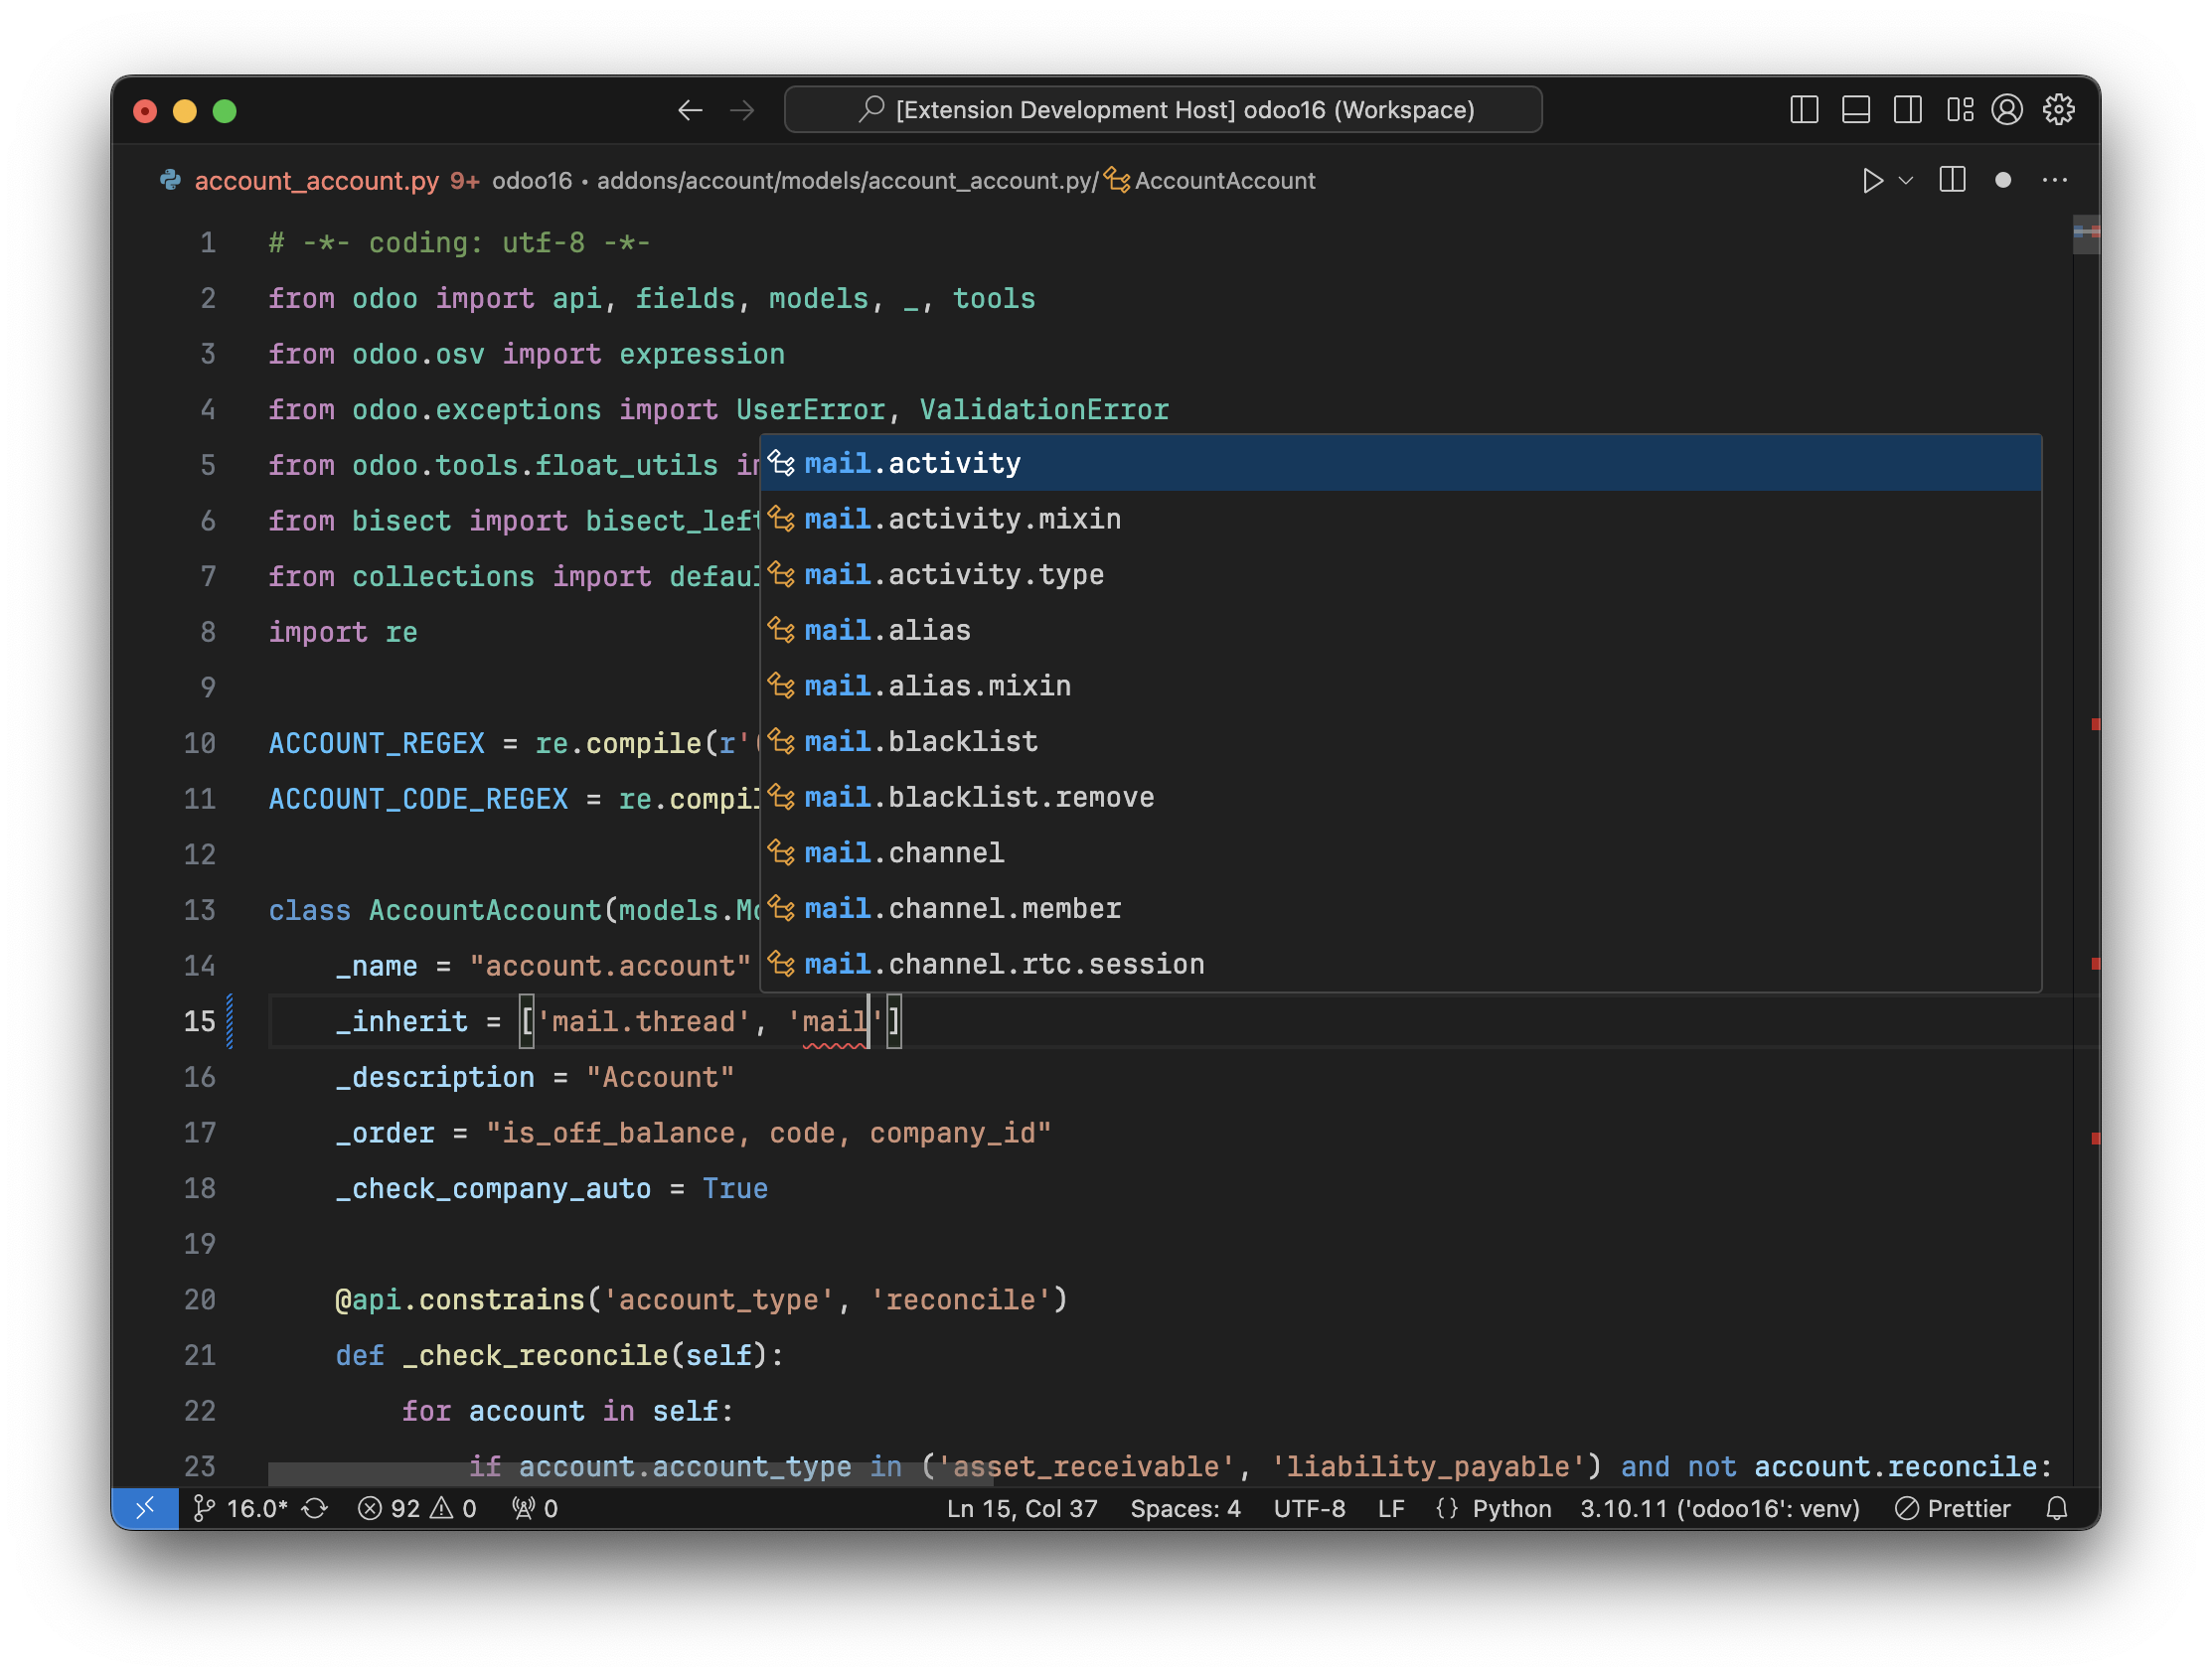 [Extension Development Host] odoo16 (Workspace)
account_account.py 9+ odoo16 • addons/account/models/account_account.py/ AccountAccount
1 # -*- coding: utf-8 -*-
2 from odoo import api, fields, models, _, tools
3 from odoo.osv import expression
4 from odoo.exceptions import UserError, ValidationError
5 from odoo.tools.float_utils im
6 from bisect import bisect_left
7 from collections import defaul
8 import re
9
10 ACCOUNT_REGEX = re.compile(r'(
11 ACCOUNT_CODE_REGEX = re.compil
12
13 class AccountAccount(models.Mo
14 _name = "account.account"
mail.activity
mail.activity.mixin
mail.activity.type
mail.alias
mail.alias.mixin
mail.blacklist
mail.blacklist.remove
mail.channel
mail.channel.member
mail.channel.rtc.session
15 _inherit = ['mail.thread', 'mail']
16 _description = "Account"
17 _order = "is_off_balance, code, company_id"
18 _check_company_auto = True
19
20 @api.constrains('account_type', 'reconcile')
21 def _check_reconcile(self):
22 for account in self:
23 if account.account_type in ('asset_receivable', 'liability_payable') and not account.reconcile:
16.0* 92 0 0 Ln 15, Col 37 Spaces: 4 UTF-8 LF {} Python 3.10.11 ('odoo16': venv) Prettier